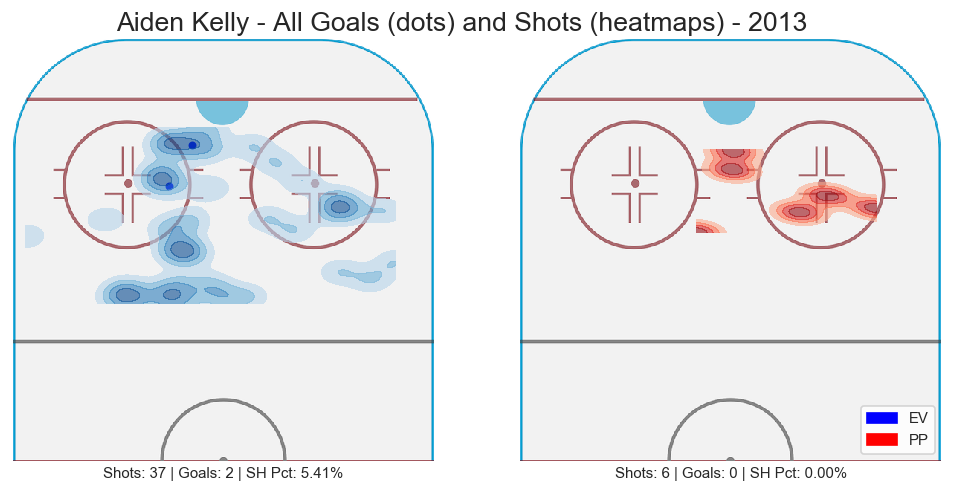 Aiden Kelly - All Goals (dots) and Shots (heatmaps) - 2013
EV
PP
Shots: 37 | Goals: 2 | SH Pct: 5.41%
Shots: 6 | Goals: 0 | SH Pct: 0.00%